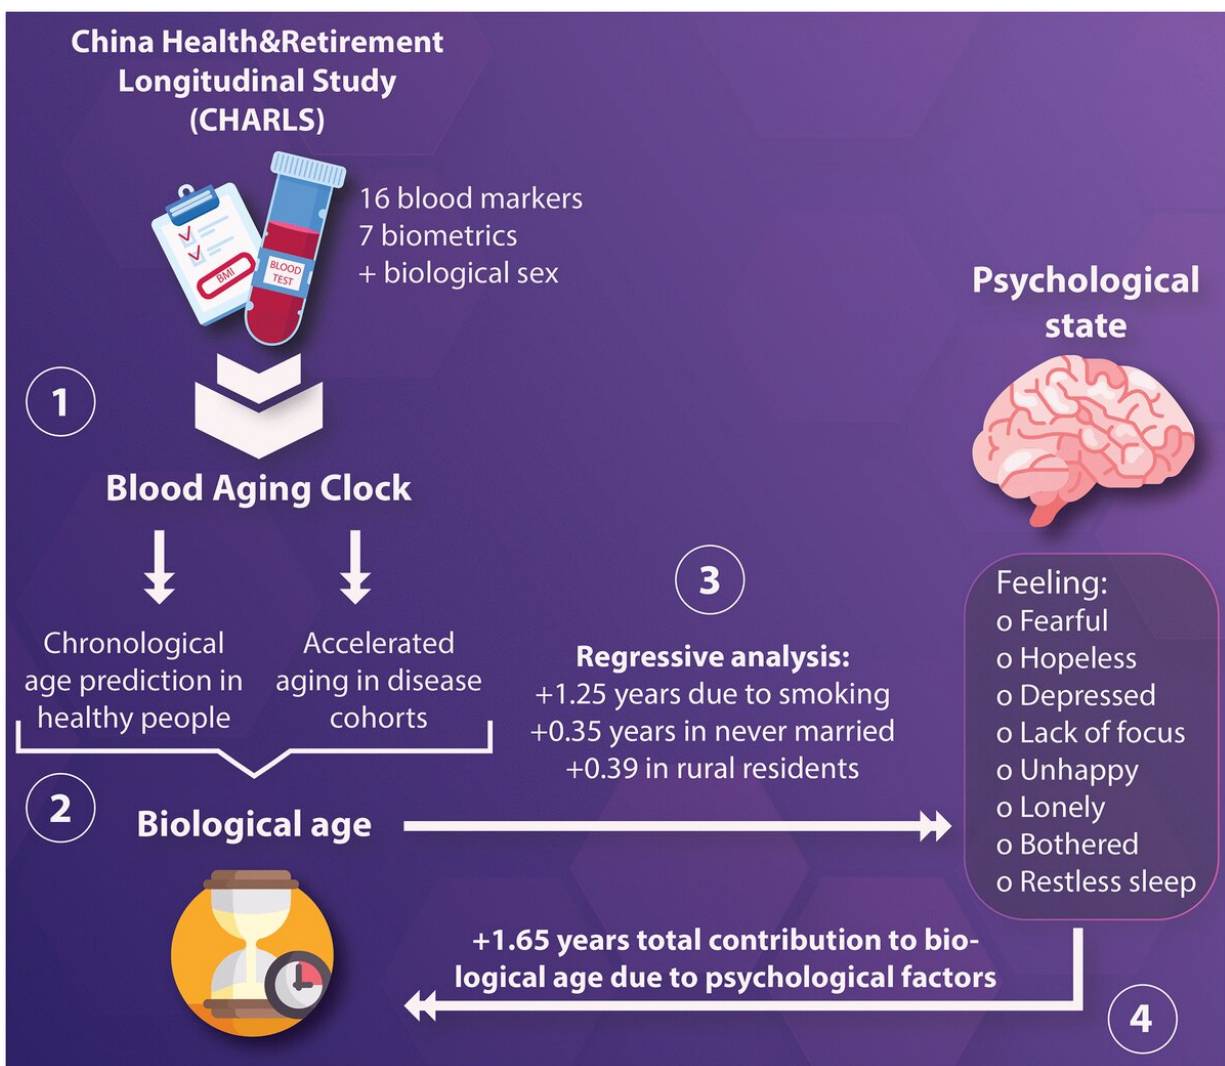 China Health&Retirement
Longitudinal Study
(CHARLS)
16 blood markers
7 biometrics
+ biological sex
BMI
BLOOD
TEST
1
Blood Aging Clock
Chronological
age prediction in
healthy people
Accelerated
aging in disease
cohorts
2
Biological age
3
Regressive analysis:
+1.25 years due to smoking
+0.35 years in never married
+0.39 in rural residents
Psychological
state
Feeling:
o Fearful
o Hopeless
o Depressed
o Lack of focus
o Unhappy
o Lonely
o Bothered
o Restless sleep
+1.65 years total contribution to bio-
logical age due to psychological factors
4